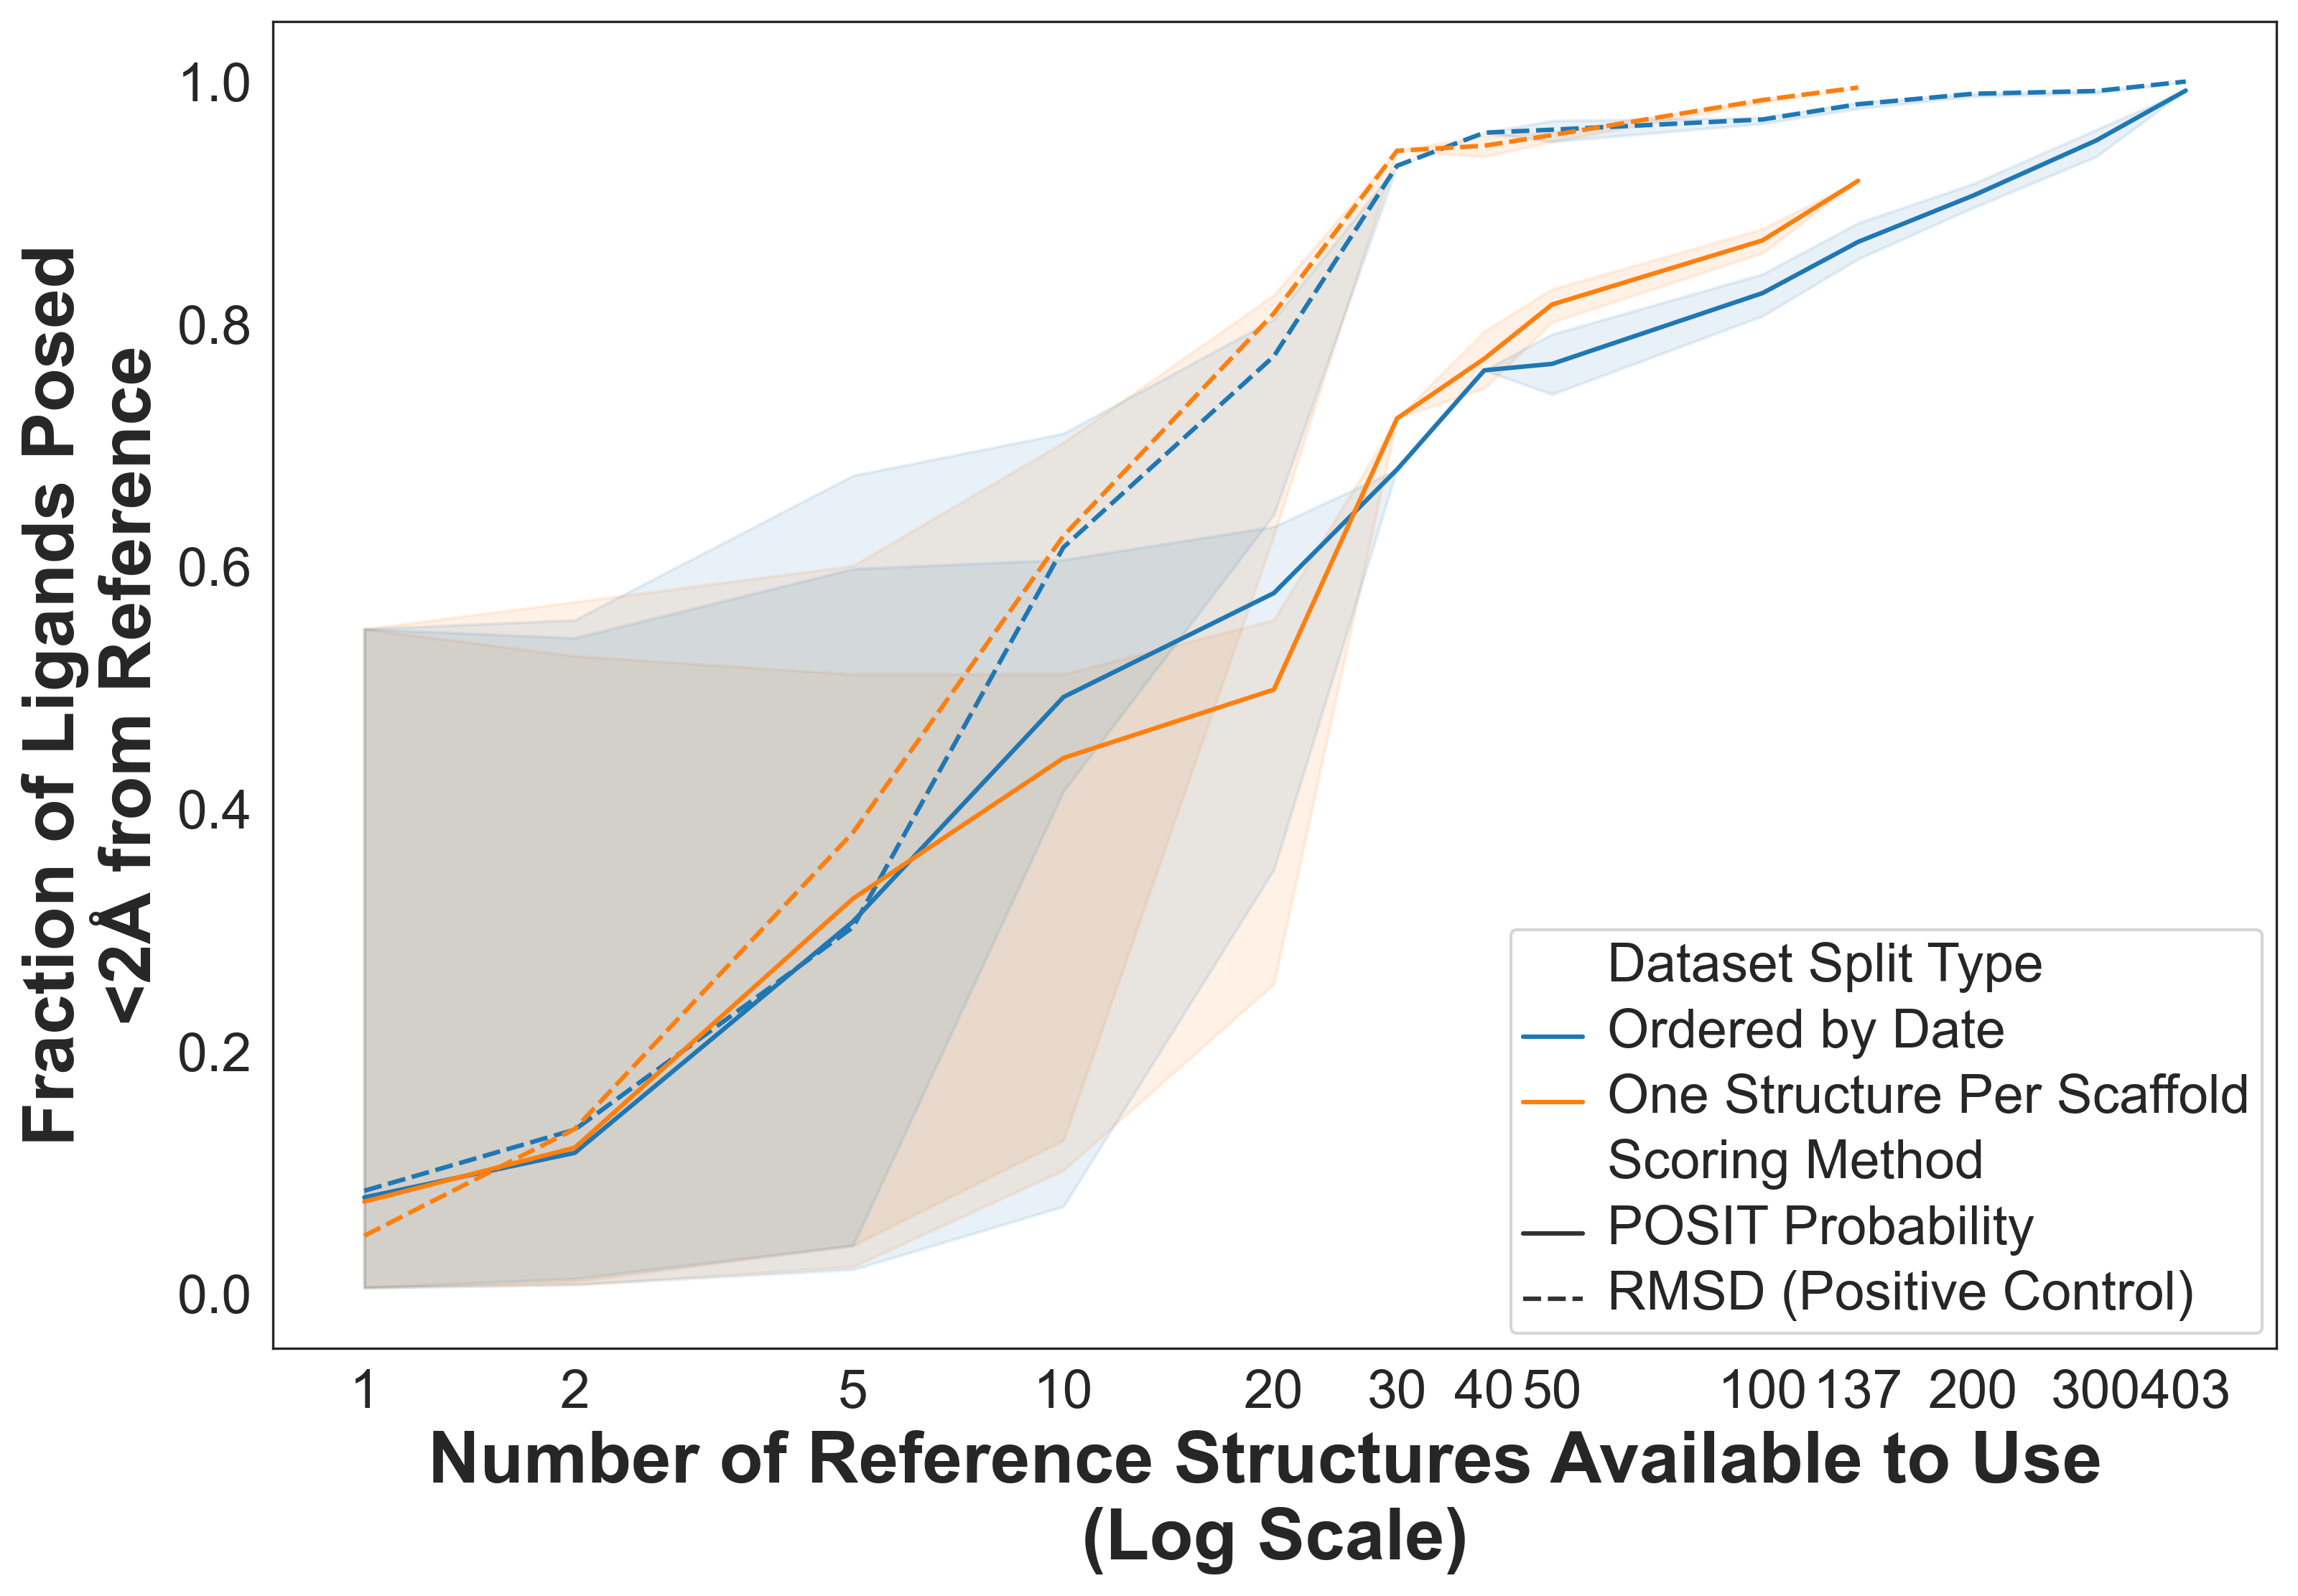 Fraction of Ligands Posed
<2Å from Reference
1.0
0.8
0.6
0.4
0.2
0.0
Dataset Split Type
Ordered by Date
One Structure Per Scaffold
Scoring Method
POSIT Probability
RMSD (Positive Control)
1 2 5 10 20 30 40 50 100 137 200 300 403
Number of Reference Structures Available to Use
(Log Scale)